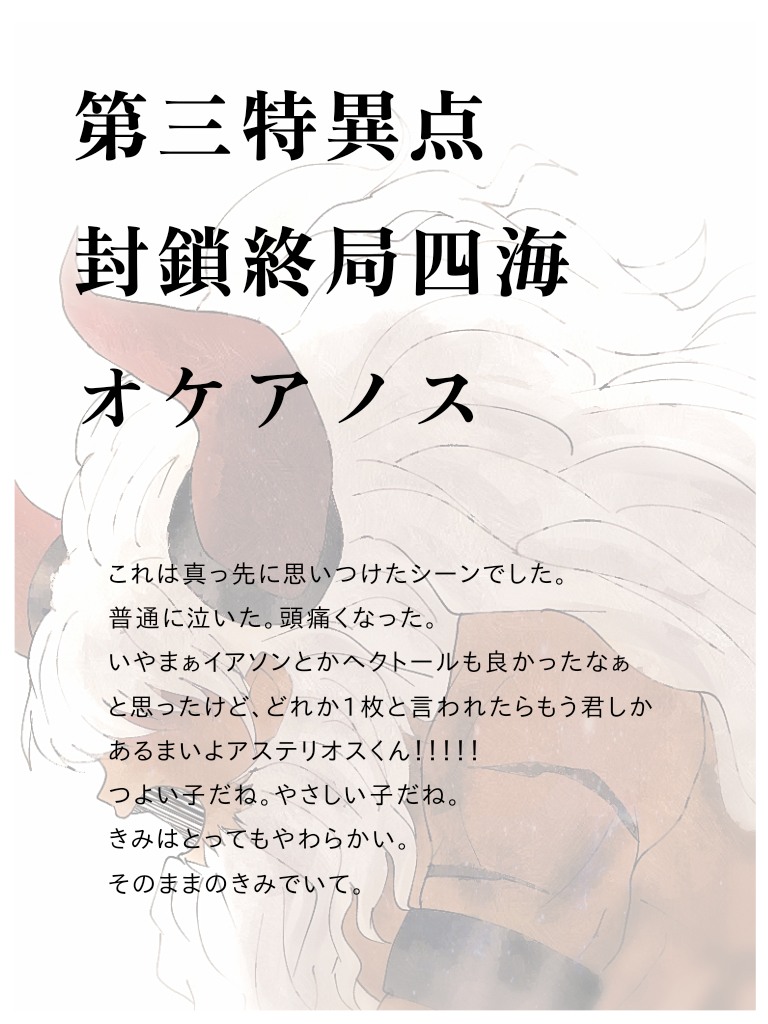 第三特異点
封鎖終局四海
オケアノス
これは真っ先に思いつけたシーンでした。
普通に泣いた。頭痛くなった。
いやまぁイアソンとかヘクトールも良かったなぁ
と思ったけど、どれか1枚と言われたらもう君しか
あるまいよアステリオスくん!!!!!
つよい子だね。やさしい子だね。
きみはとってもやわらかい。
そのままのきみでいて。